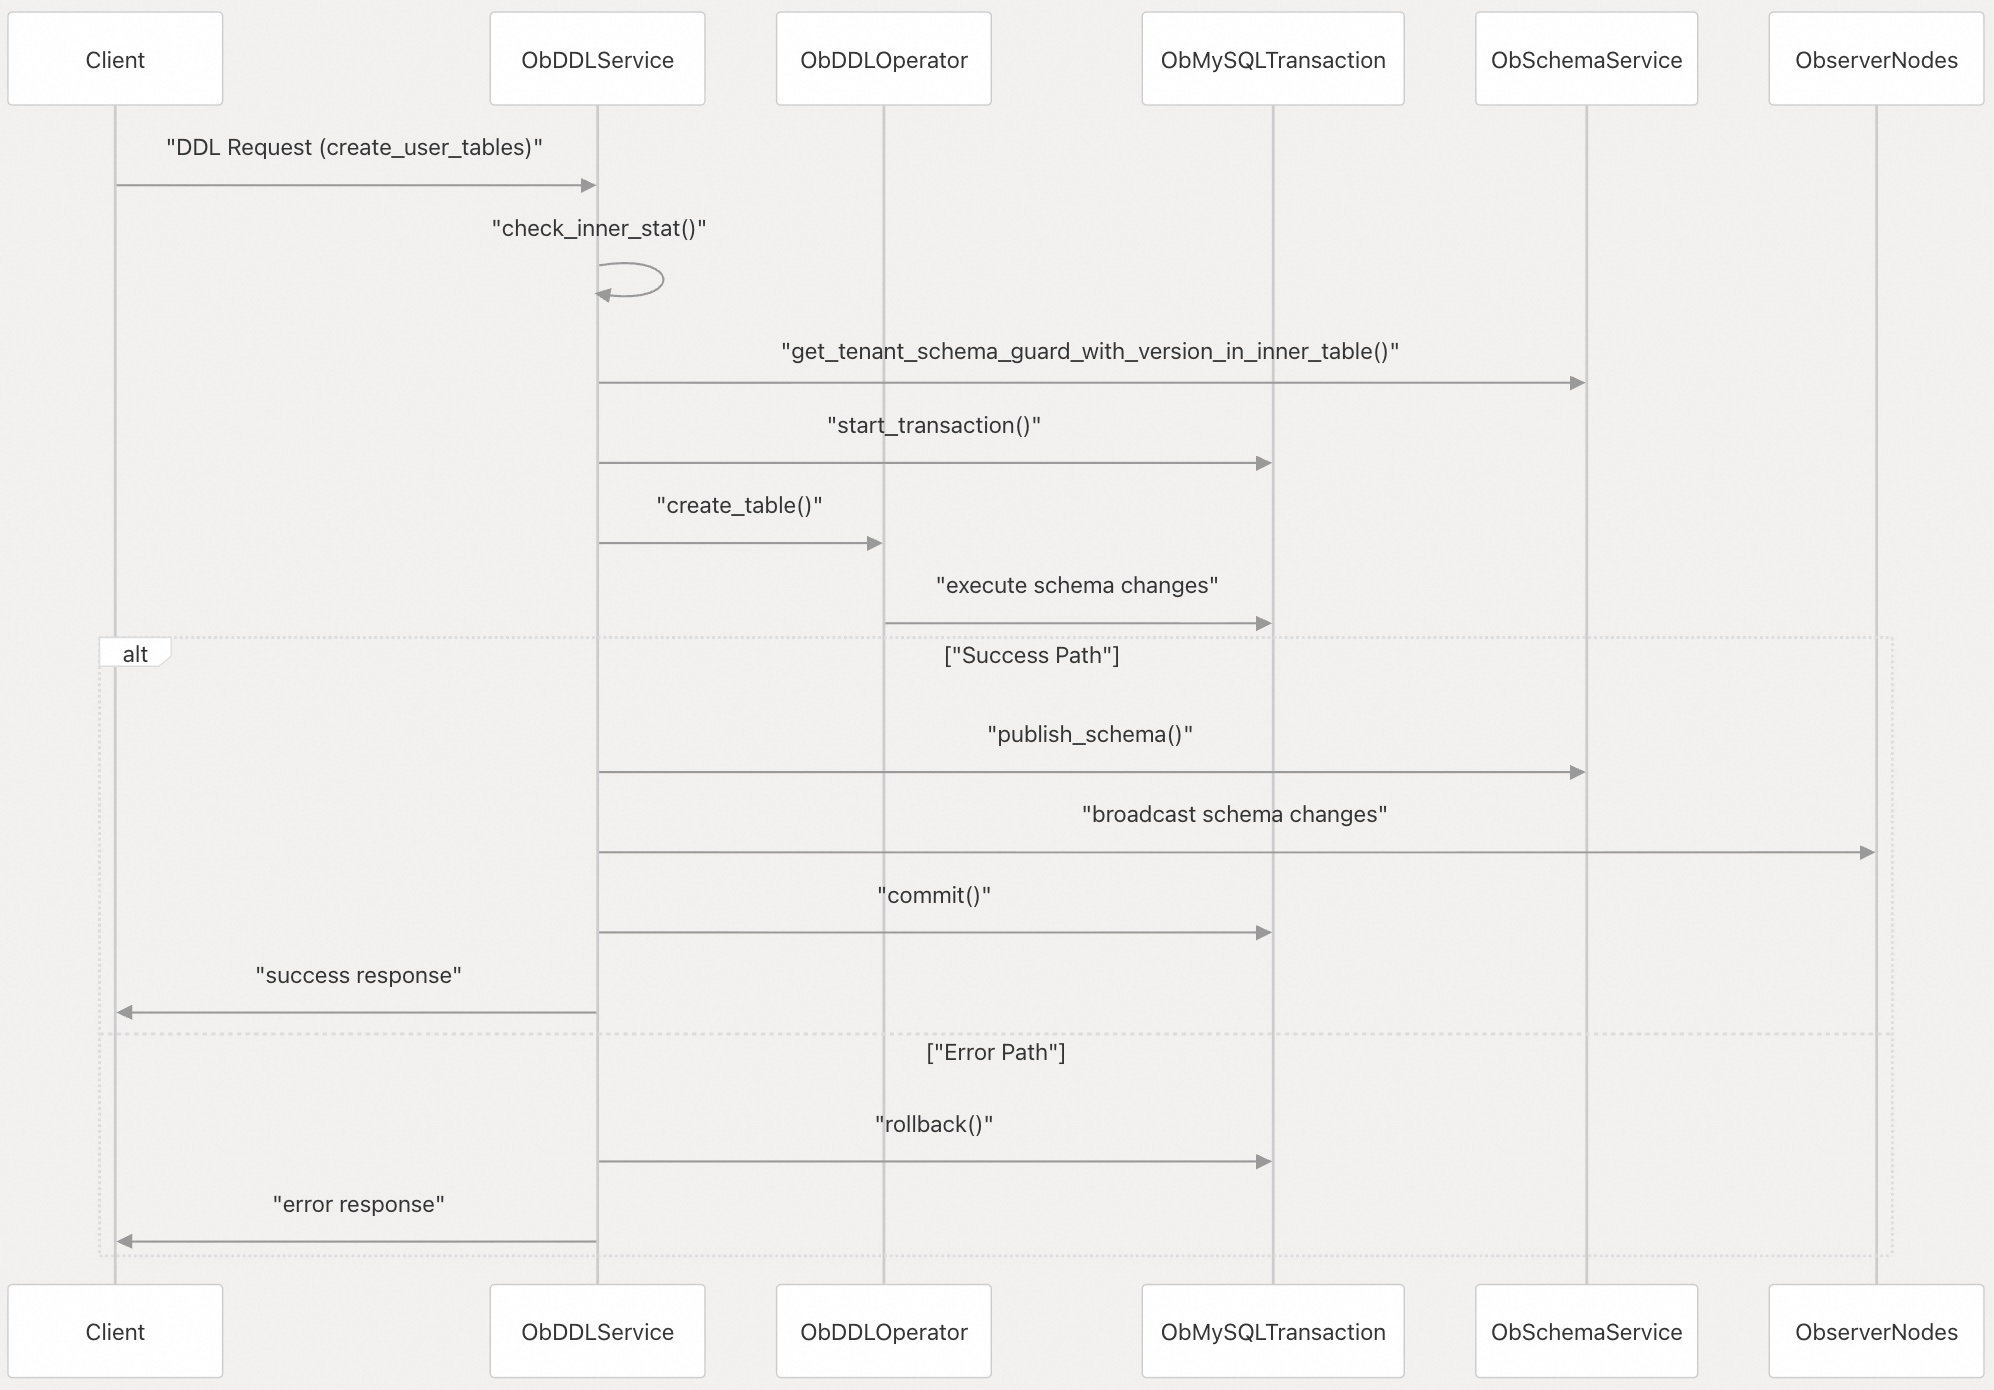 Client
ObDDLService
ObDDLOperator
ObMySQLTransaction
ObSchemaService
ObserverNodes
"DDL Request (create_user_tables)"
"check_inner_stat()"
"get_tenant_schema_guard_with_version_in_inner_table()"
"start_transaction()"
"create_table()"
"execute schema changes"
alt
["Success Path"]
"publish_schema()"
"broadcast schema changes"
"commit()"
"success response"
["Error Path"]
"rollback()"
"error response"
Client
ObDDLService
ObDDLOperator
ObMySQLTransaction
ObSchemaService
ObserverNodes